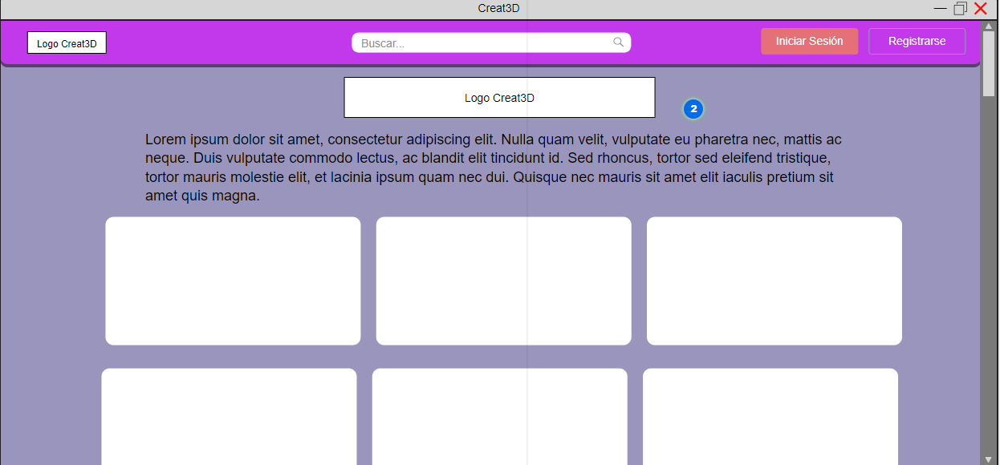 Creat3D
Logo Creat3D
Buscar...
Iniciar Sesión
Registrarse
Logo Creat3D
2
Lorem ipsum dolor sit amet, consectetur adipiscing elit. Nulla quam velit, vulputate eu pharetra nec, mattis ac
neque. Duis vulputate commodo lectus, ac blandit elit tincidunt id. Sed rhoncus, tortor sed eleifend tristique,
tortor mauris molestie elit, et lacinia ipsum quam nec dui. Quisque nec mauris sit amet elit iaculis pretium sit
amet quis magna.